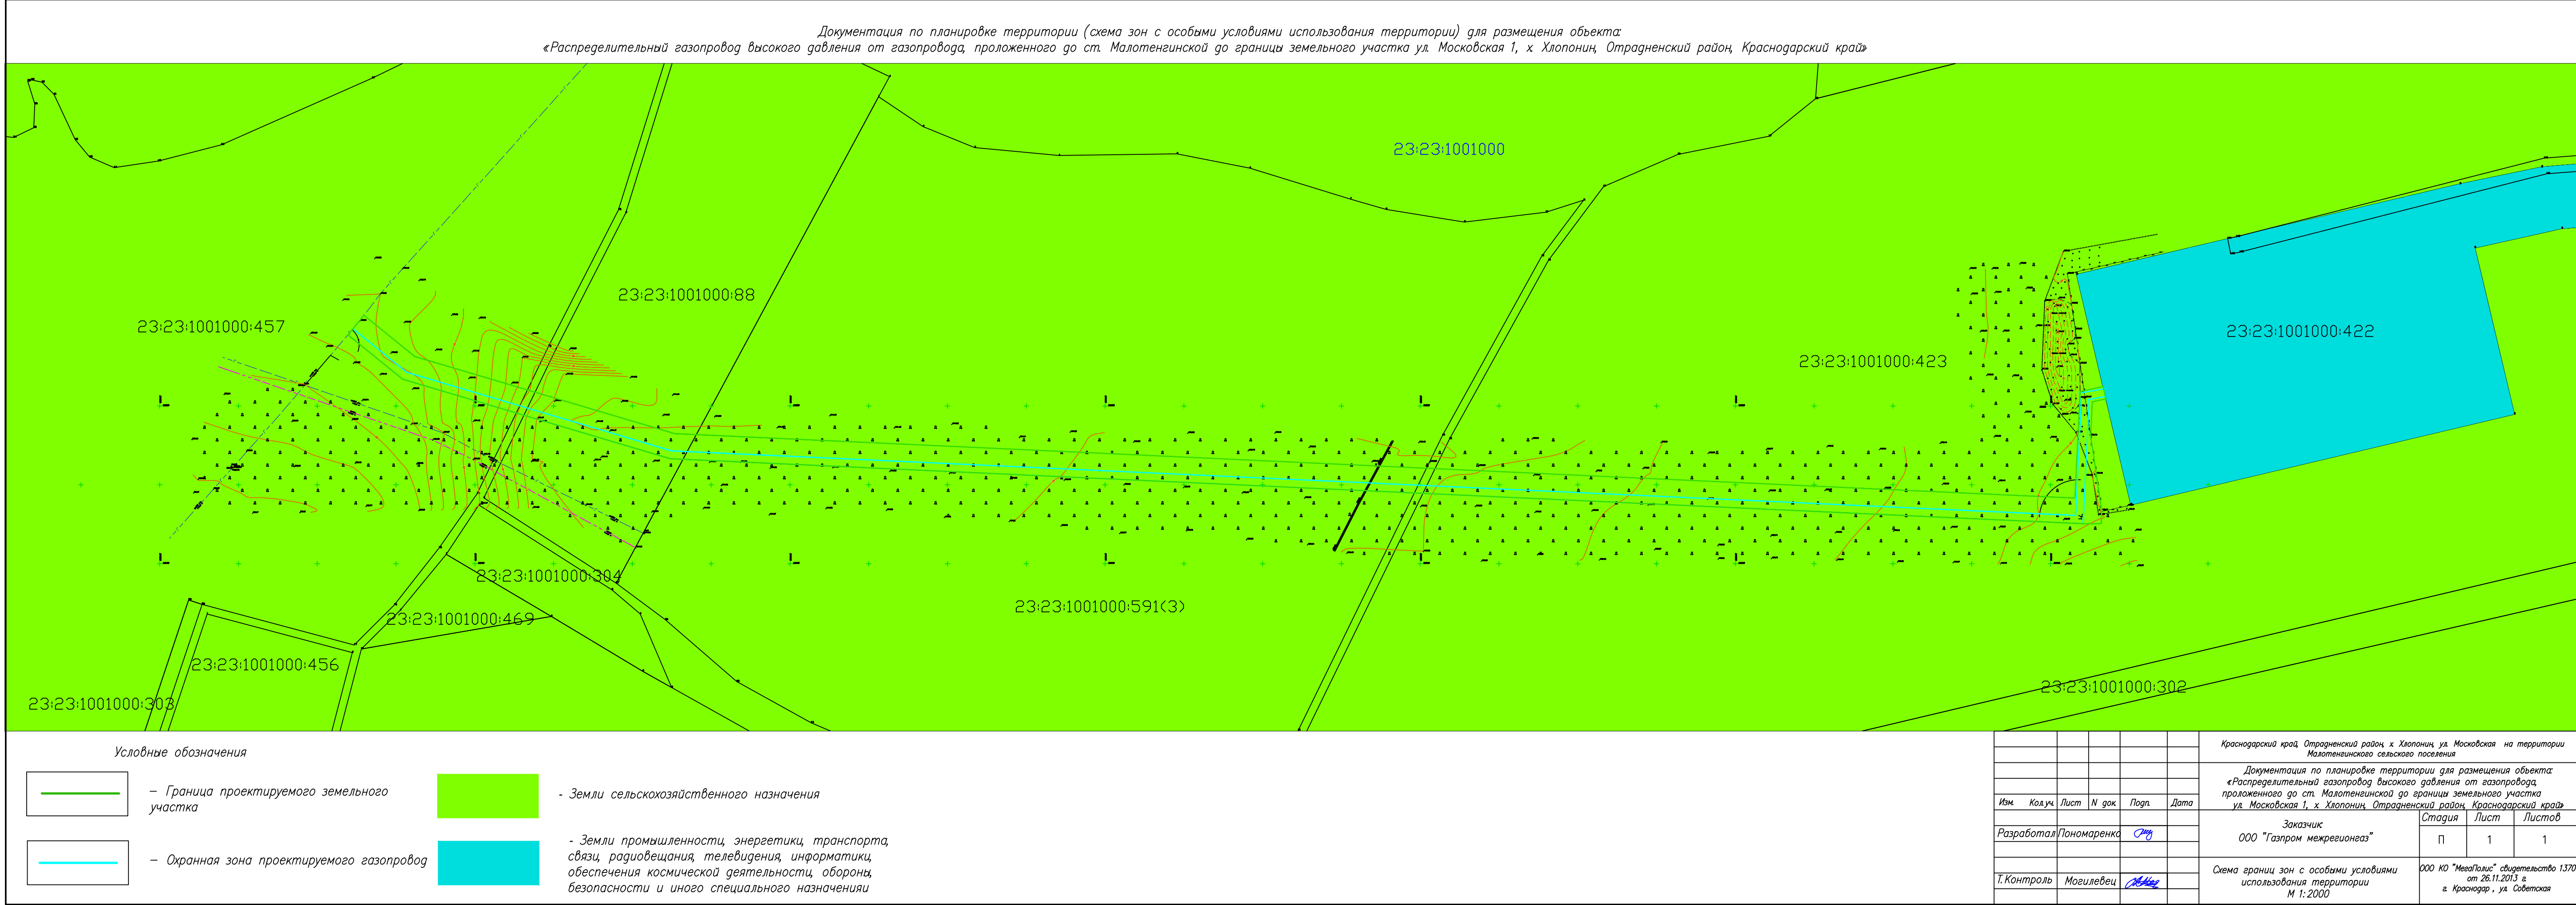 Документация по планировке территории (схема зон с особыми условиями использования территории) для размещения объекта:
«Распределительный газопровод высокого давления от газопровода, проложенного до ст. Малотенгинской до границы земельного участка ул. Московская 1, х. Хлопонин, Отрадненский район, Краснодарский край»
23:23:1001000
23:23:1001000:88
23:23:1001000:457
23:23:1001000:422
23:23:1001000:423
23:23:1001000:304
23:23:1001000:591(3)
23:23:1001000:469
23:23:1001000:456
23:23:1001000:302
23:23:1001000:303
Условные обозначения
– Граница проектируемого земельного
участка
- Земли сельскохозяйственного назначения
– Охранная зона проектируемого газопровод
- Земли промышленности, энергетики, транспорта,
связи, радиовещания, телевидения, информатики,
обеспечения космической деятельности, обороны,
безопасности и иного специального назначенияи
Краснодарский край, Отрадненский район, х. Хлопонин, ул. Московская на территории
Малотенгинского сельского поселения
Документация по планировке территории для размещения объекта:
«Распределительный газопровод высокого давления от газопровода,
проложенного до ст. Малотенгинской до границы земельного участка
ул. Московская 1, х. Хлопонин, Отрадненский район, Краснодарский край»
Изм. Кол.уч. Лист N док. Подп. Дата
Разработал Пономаренко
Заказчик:
ООО "Газпром межрегионгаз"
Стадия Лист Листов
П 1 1
Т.Контроль Могилевец
Схема границ зон с особыми условиями
использования территории
М 1:2000
ООО КО "МегаПолис" свидетельство 1370
от 26.11.2013 г.
г. Краснодар, ул. Советская